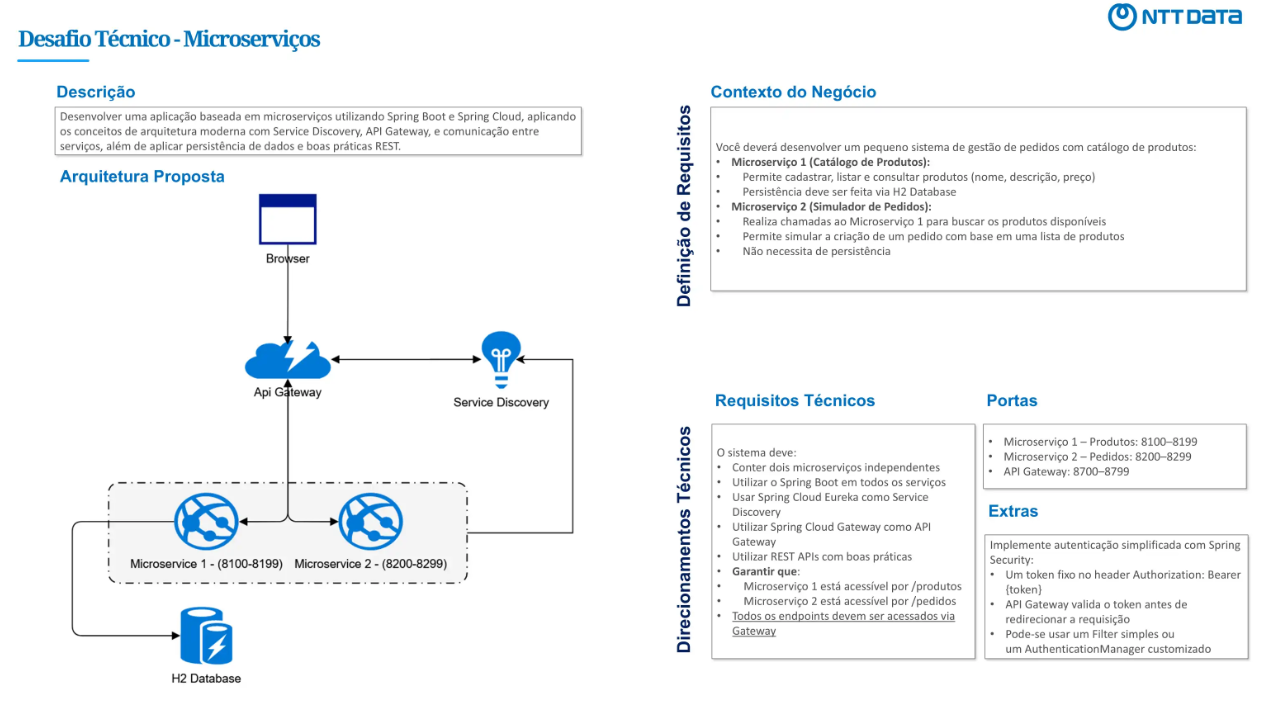 NTT DATA
Desafio Técnico - Microserviços
Descrição
Desenvolver uma aplicação baseada em microserviços utilizando Spring Boot e Spring Cloud, aplicando
os conceitos de arquitetura moderna com Service Discovery, API Gateway, e comunicação entre
serviços, além de aplicar persistência de dados e boas práticas REST.
Arquitetura Proposta
Browser
Api Gateway
Service Discovery
Microservice 1 - (8100-8199)
Microservice 2 - (8200-8299)
H2 Database
Definição de Requisitos
Contexto do Negócio
Você deverá desenvolver um pequeno sistema de gestão de pedidos com catálogo de produtos:
• Microserviço 1 (Catálogo de Produtos):
• Permite cadastrar, listar e consultar produtos (nome, descrição, preço)
• Persistência deve ser feita via H2 Database
• Microserviço 2 (Simulador de Pedidos):
• Realiza chamadas ao Microserviço 1 para buscar os produtos disponíveis
• Permite simular a criação de um pedido com base em uma lista de produtos
• Não necessita de persistência
Direcionamentos Técnicos
Requisitos Técnicos
O sistema deve:
• Conter dois microserviços independentes
• Utilizar o Spring Boot em todos os serviços
• Usar Spring Cloud Eureka como Service
Discovery
• Utilizar Spring Cloud Gateway como API
Gateway
• Utilizar REST APIs com boas práticas
• Garantir que:
• Microserviço 1 está acessível por /produtos
• Microserviço 2 está acessível por /pedidos
• Todos os endpoints devem ser acessados via
Gateway
Portas
• Microserviço 1 – Produtos: 8100–8199
• Microserviço 2 – Pedidos: 8200–8299
• API Gateway: 8700–8799
Extras
Implemente autenticação simplificada com Spring
Security:
• Um token fixo no header Authorization: Bearer
{token}
• API Gateway valida o token antes de
redirecionar a requisição
• Pode-se usar um Filter simples ou
um AuthenticationManager customizado